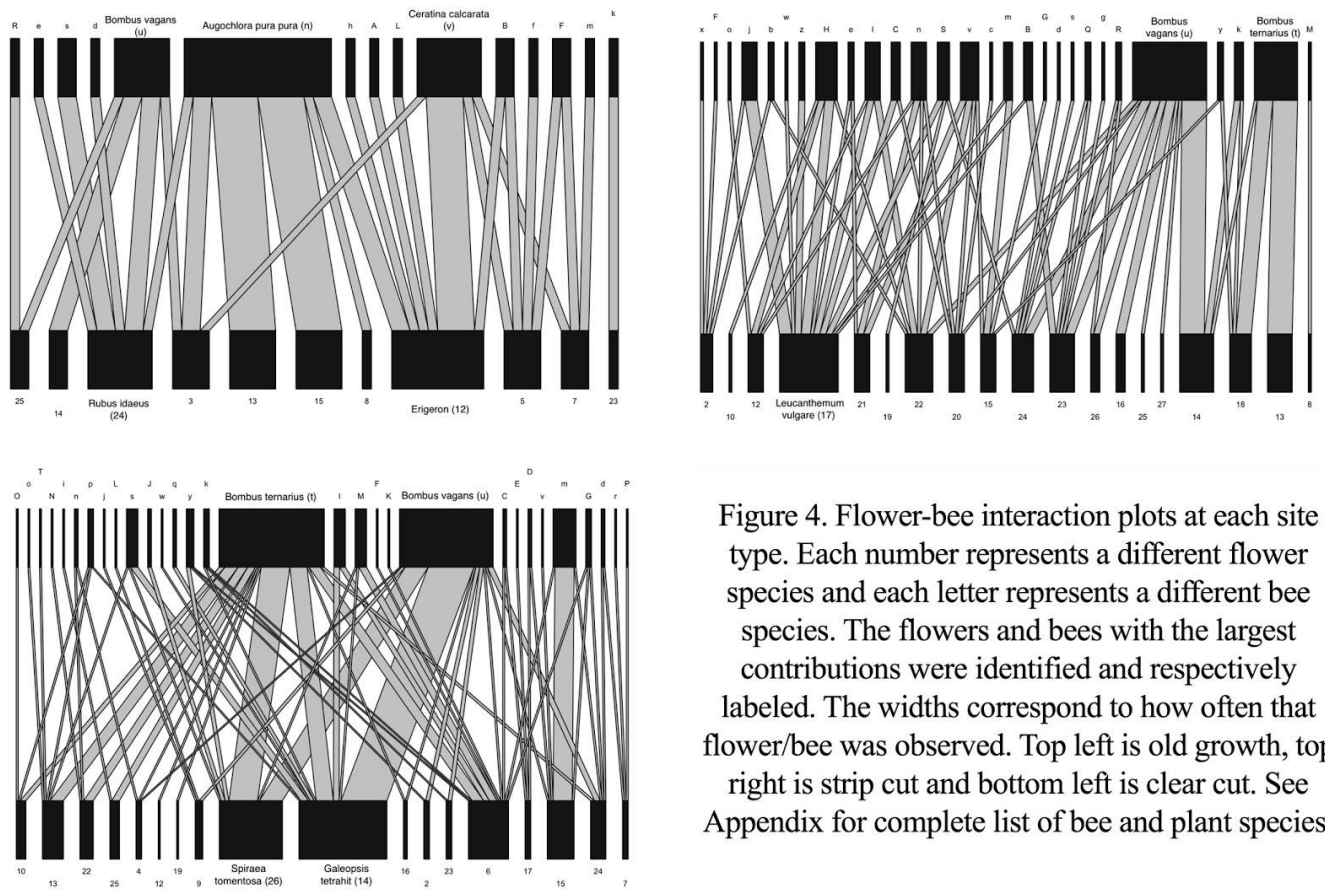 k
Bombus vagans Ceratina calcarata
R e s d (u) Augochlora pura pura (n) h A L (v) B f F m
25 3 13 15 8 5 7 23
14 Rubus idaeus (24) Erigeron (12)
F w m G s g Bombus Bombus
x o j b z H e I C n S v c B d Q R vagans (u) y k ternarius (t) M
2 12 Leucanthemum vulgare (17) 21 22 15 23 16 27 18 8
10 19 20 24 26 25 14 13
T D
o i p L J q k F E d P
O N n j s w y Bombus ternarius (t) I M K Bombus vagans (u) C v m G r
10 22 4 19 Spiraea tomentosa (26) Galeopsis tetrahit (14) 16 23 17 24
13 25 12 9 2 6 15 7
Figure 4. Flower-bee interaction plots at each site
type. Each number represents a different flower
species and each letter represents a different bee
species. The flowers and bees with the largest
contributions were identified and respectively
labeled. The widths correspond to how often that
flower/bee was observed. Top left is old growth, top
right is strip cut and bottom left is clear cut. See
Appendix for complete list of bee and plant species